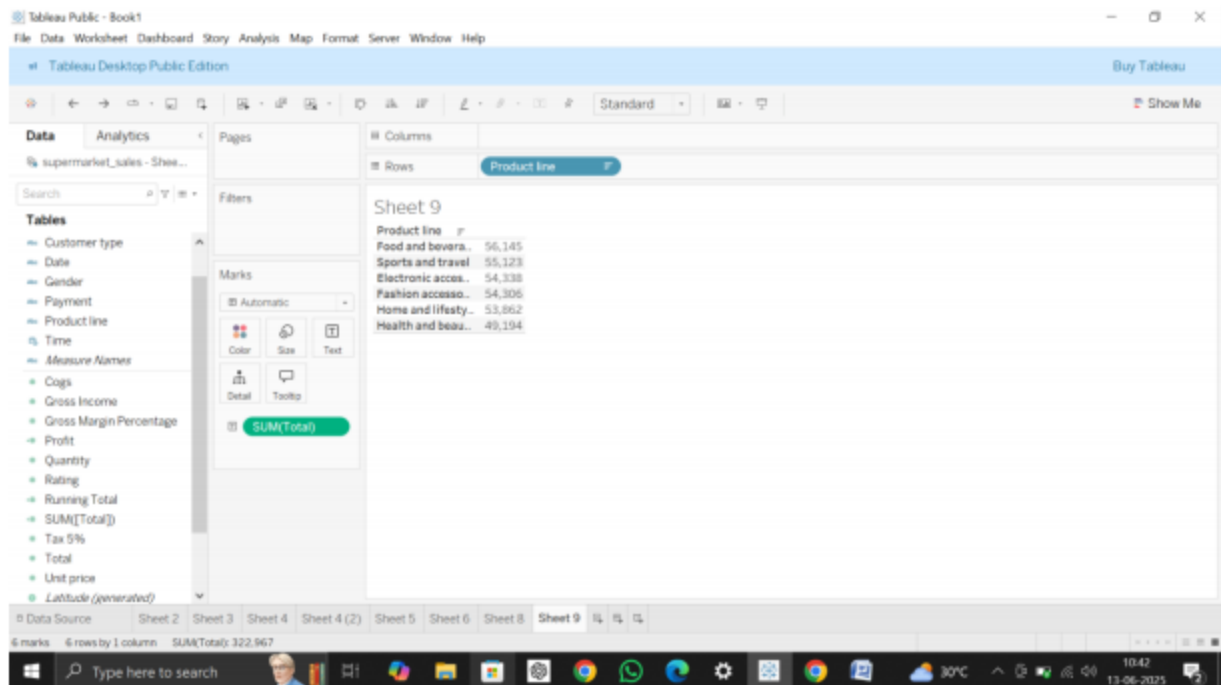 Tableau Public - Book1
File Data Worksheet Dashboard Story Analysis Map Format Server Window Help
Tableau Desktop Public Edition
Buy Tableau
Standard
Show Me
Data Analytics
supermarket_sales - Shee...
Search
Tables
Customer type
Date
Gender
Payment
Product line
Time
Measure Names
Cogs
Gross Income
Gross Margin Percentage
Profit
Quantity
Rating
Running Total
SUM([Total])
Tax 5%
Total
Unit price
Latitude (generated)
Pages
Filters
Marks
Automatic
Color Size Text
Detail Tooltip
SUM(Total)
Columns
Rows Product line
Sheet 9
Product line
Food and bevera.. 56,145
Sports and travel 55,123
Electronic acces.. 54,338
Fashion accesso.. 54,306
Home and lifesty.. 53,862
Health and beau.. 49,194
Data Source Sheet 2 Sheet 3 Sheet 4 Sheet 4 (2) Sheet 5 Sheet 6 Sheet 8 Sheet 9
6 marks 6 rows by 1 column SUM(Total): 322,967
Type here to search
30°C
10:42
13-06-2025
2